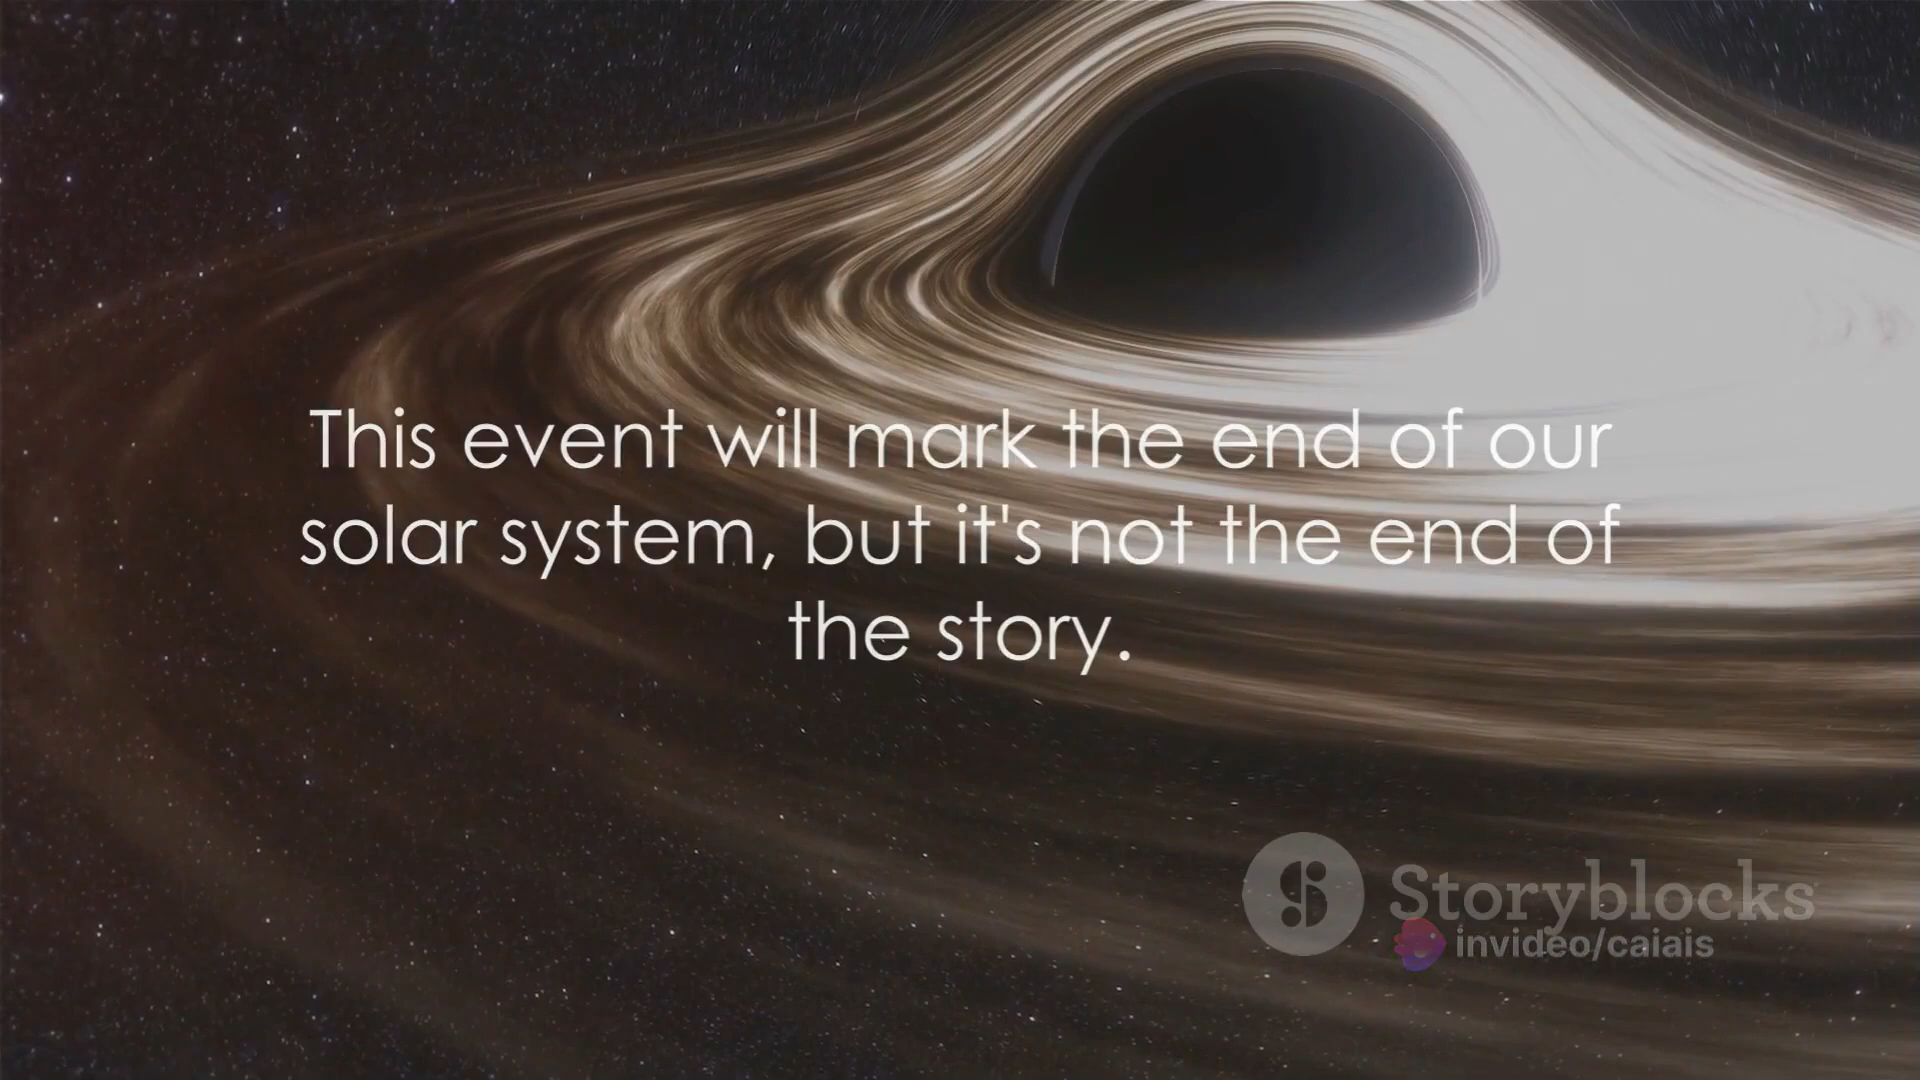 This event will mark the end of our
solar system, but it's not the end of
the story.
Storyblocks
invideo/caiais